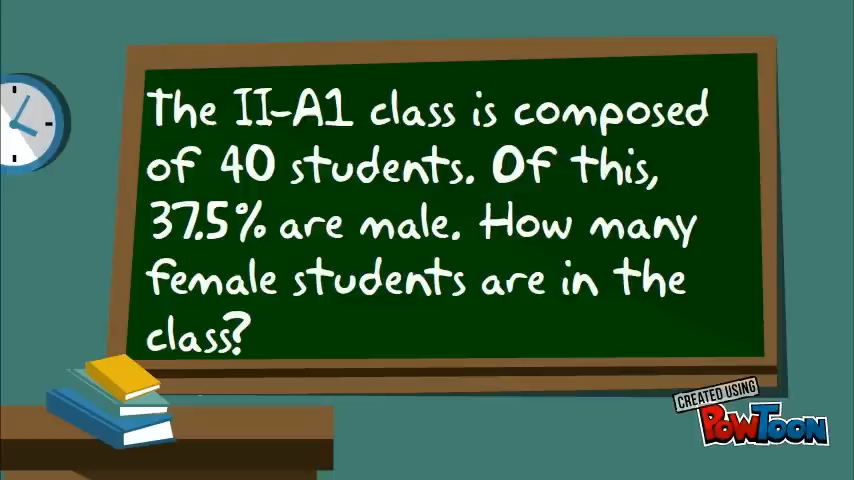 The II-A1 class is composed
of 40 students. Of this,
37.5% are male. How many
female students are in the
class?
CREATED USING
POWTOON